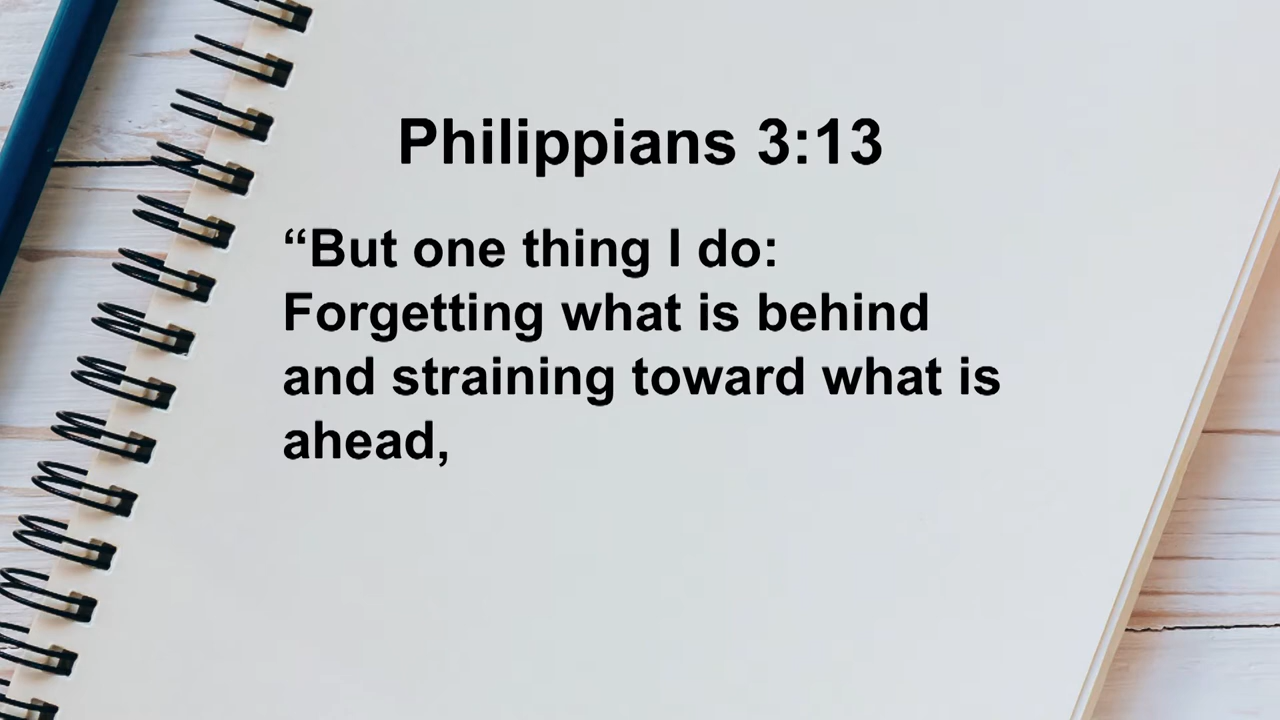 Philippians 3:13
“But one thing I do:
Forgetting what is behind
and straining toward what is
ahead,